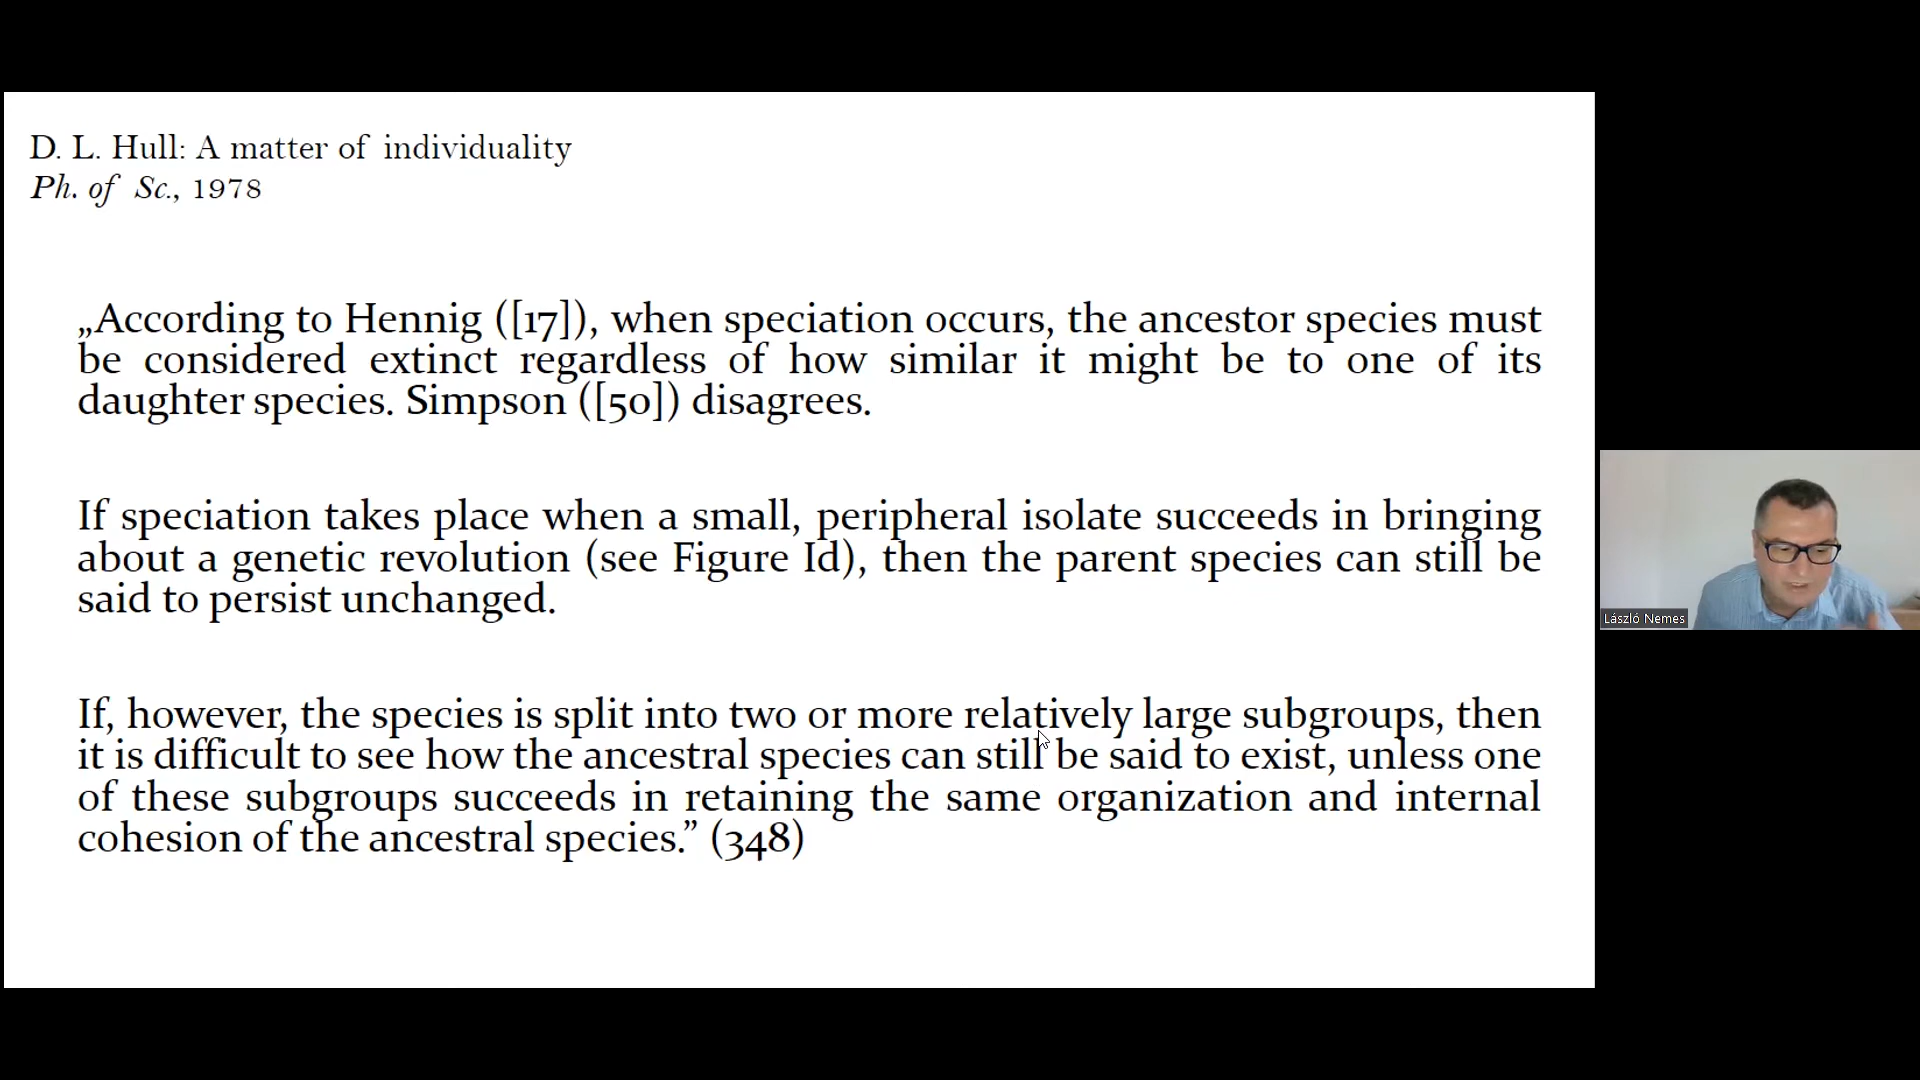 D. L. Hull: A matter of individuality
Ph. of Sc., 1978
„According to Hennig ([17]), when speciation occurs, the ancestor species must
be considered extinct regardless of how similar it might be to one of its
daughter species. Simpson ([50]) disagrees.
If speciation takes place when a small, peripheral isolate succeeds in bringing
about a genetic revolution (see Figure Id), then the parent species can still be
said to persist unchanged.
If, however, the species is split into two or more relatively large subgroups, then
it is difficult to see how the ancestral species can still be said to exist, unless one
of these subgroups succeeds in retaining the same organization and internal
cohesion of the ancestral species.” (348)
László Nemes